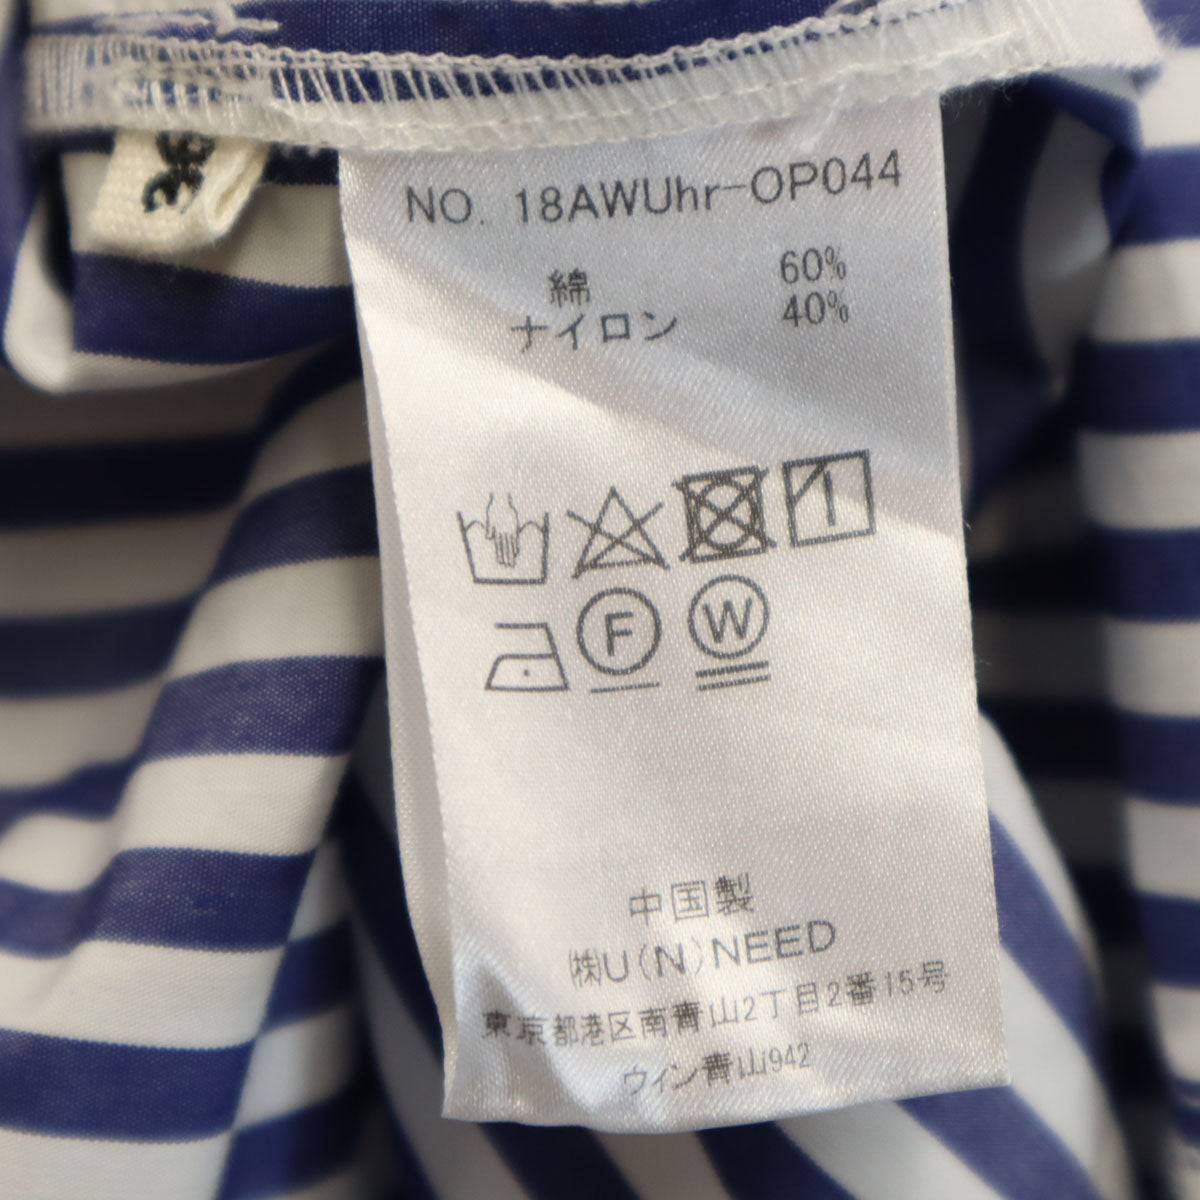 36
NO. 18AWUhr-OP044
綿 60%
ナイロン 40%
F
W
中国製
㈱U(N)NEED
東京都港区南青山2丁目2番15号
ウィン青山942